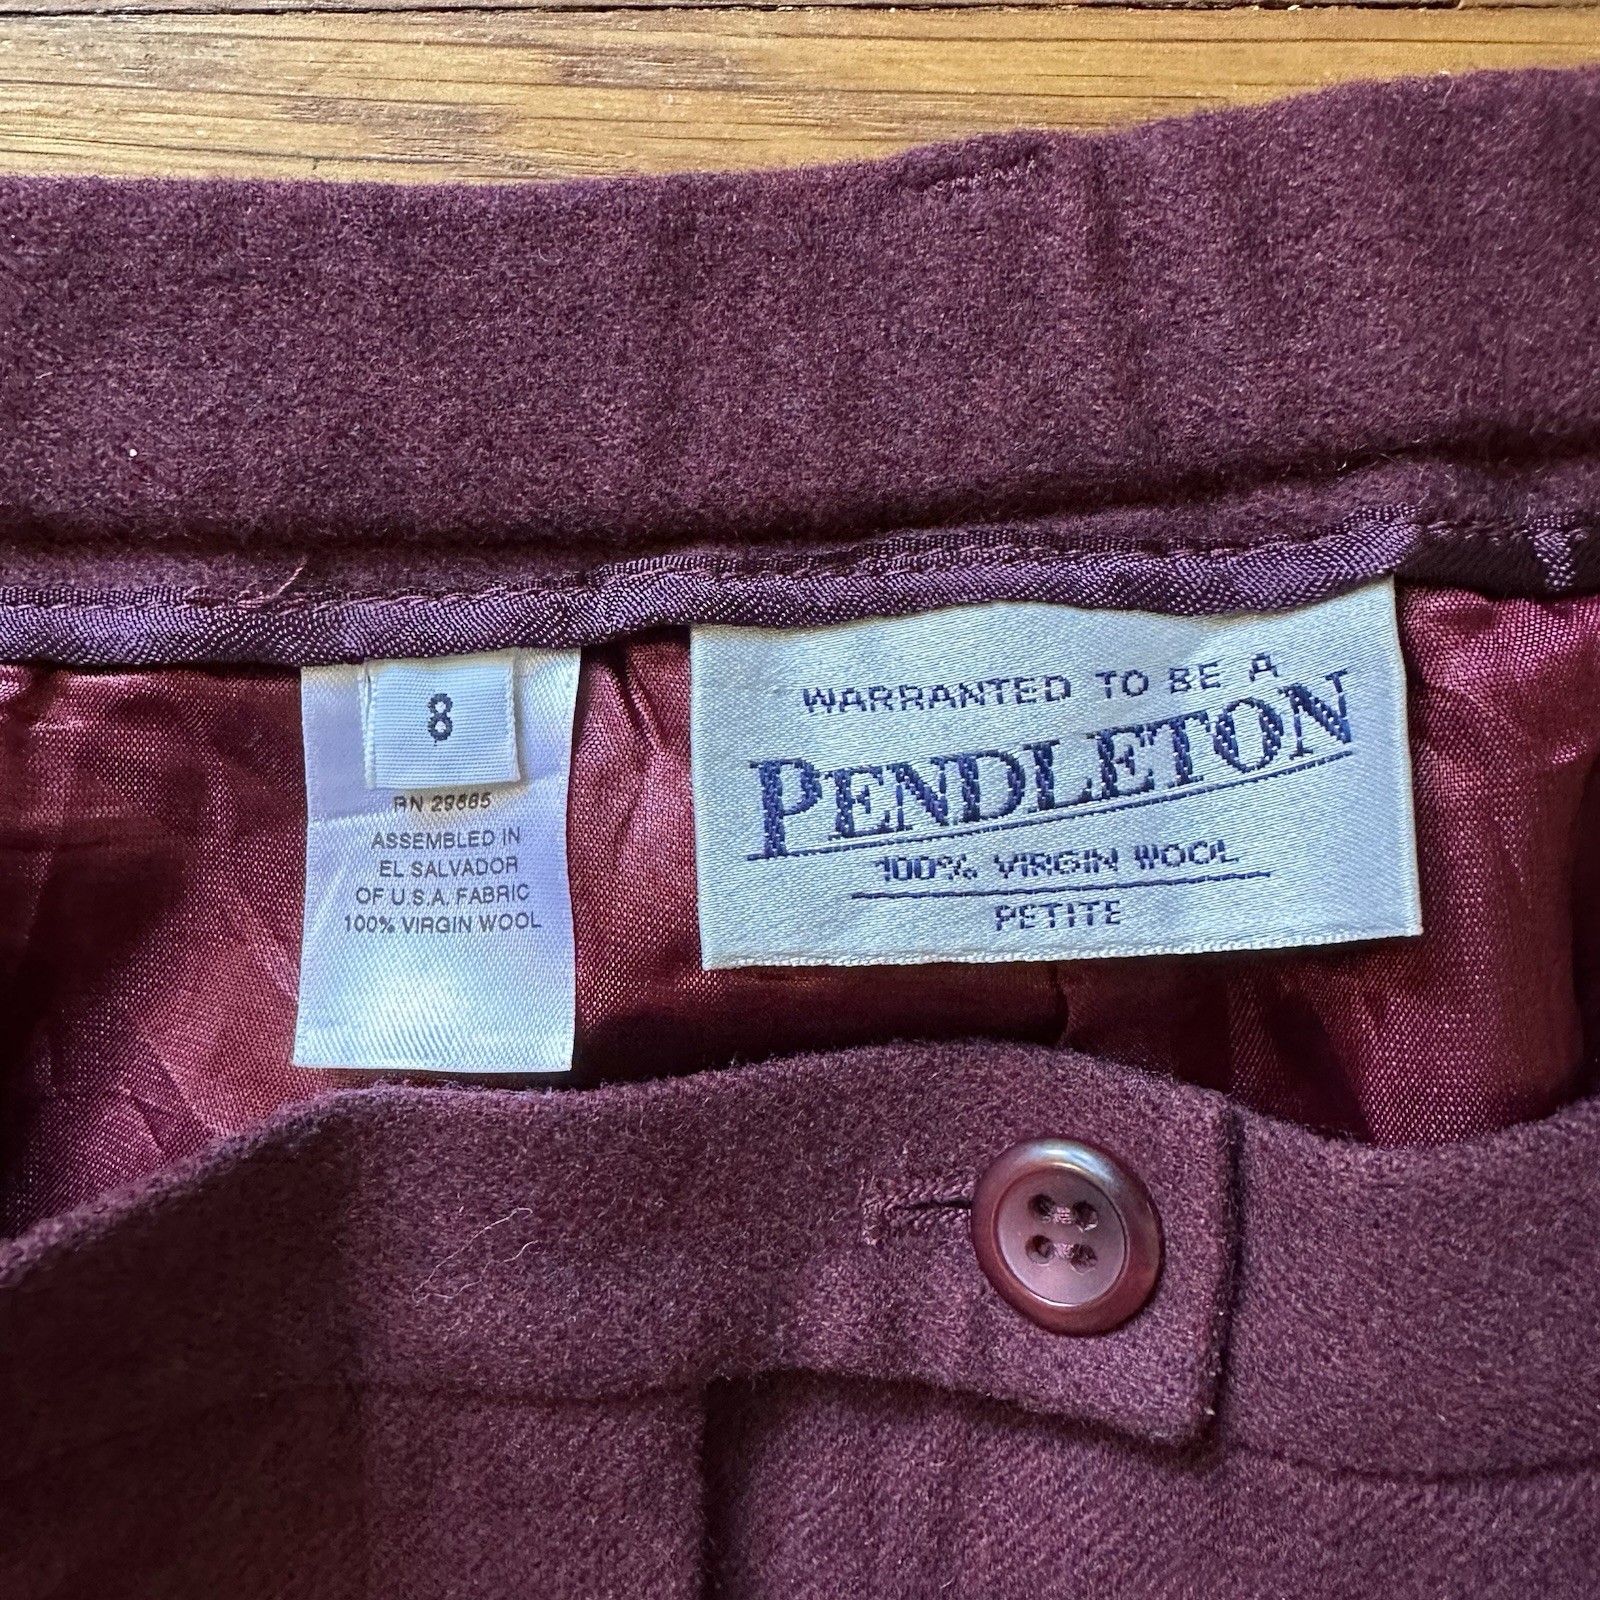 8
RN 29685
ASSEMBLED IN
EL SALVADOR
OF U.S.A. FABRIC
100% VIRGIN WOOL
WARRANTED TO BE A
PENDLETON
100% VIRGIN WOOL
PETITE